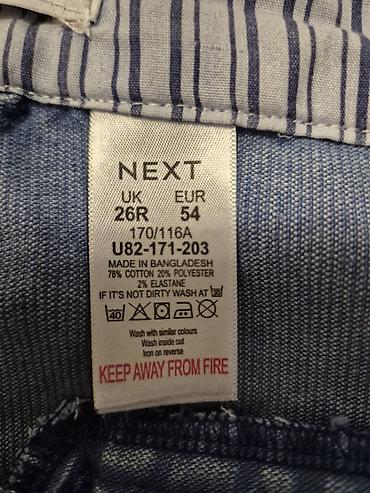 NEXT
UK EUR
26R 54
170/116A
U82-171-203
MADE IN BANGLADESH
78% COTTON 20% POLYESTER
2% ELASTANE
IF IT'S NOT DIRTY WASH AT 30
40
Wash with similar colours
Wash inside out
Iron on reverse
KEEP AWAY FROM FIRE